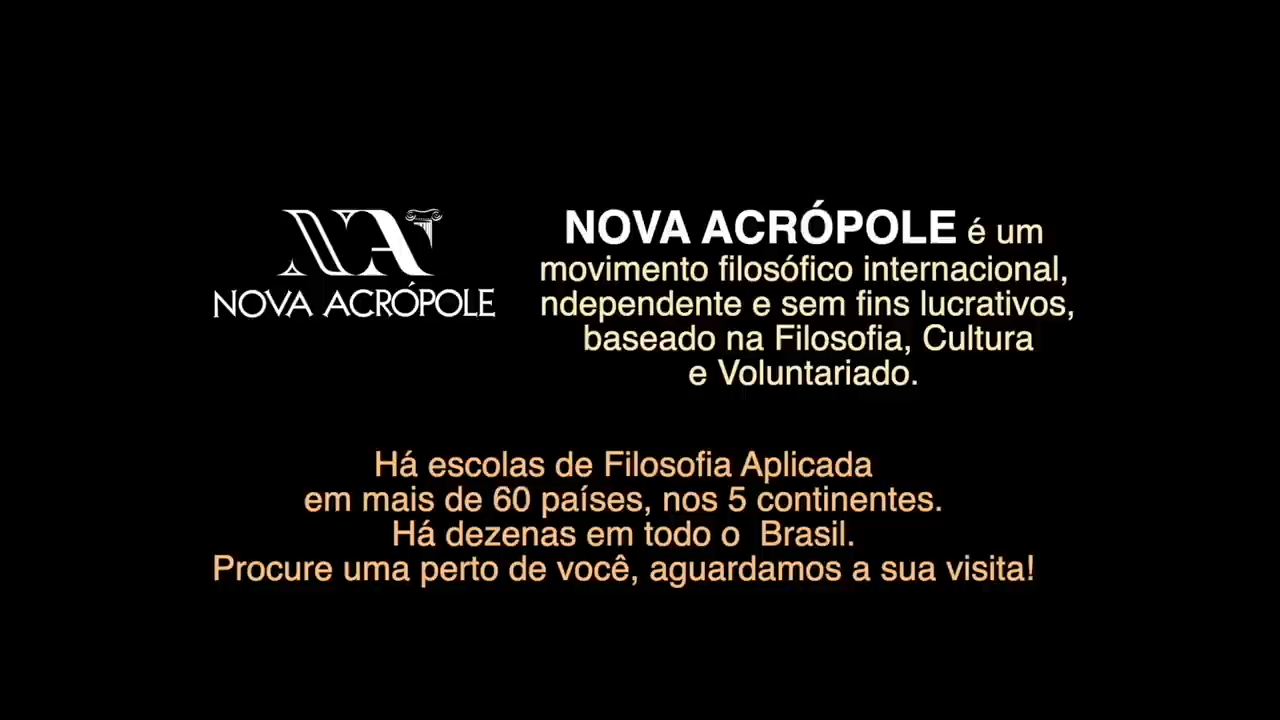 NA
NOVA ACRÓPOLE
NOVA ACRÓPOLE é um
movimento filosófico internacional,
ndependente e sem fins lucrativos,
baseado na Filosofia, Cultura
e Voluntariado.
Há escolas de Filosofia Aplicada
em mais de 60 países, nos 5 continentes.
Há dezenas em todo o  Brasil.
Procure uma perto de você, aguardamos a sua visita!